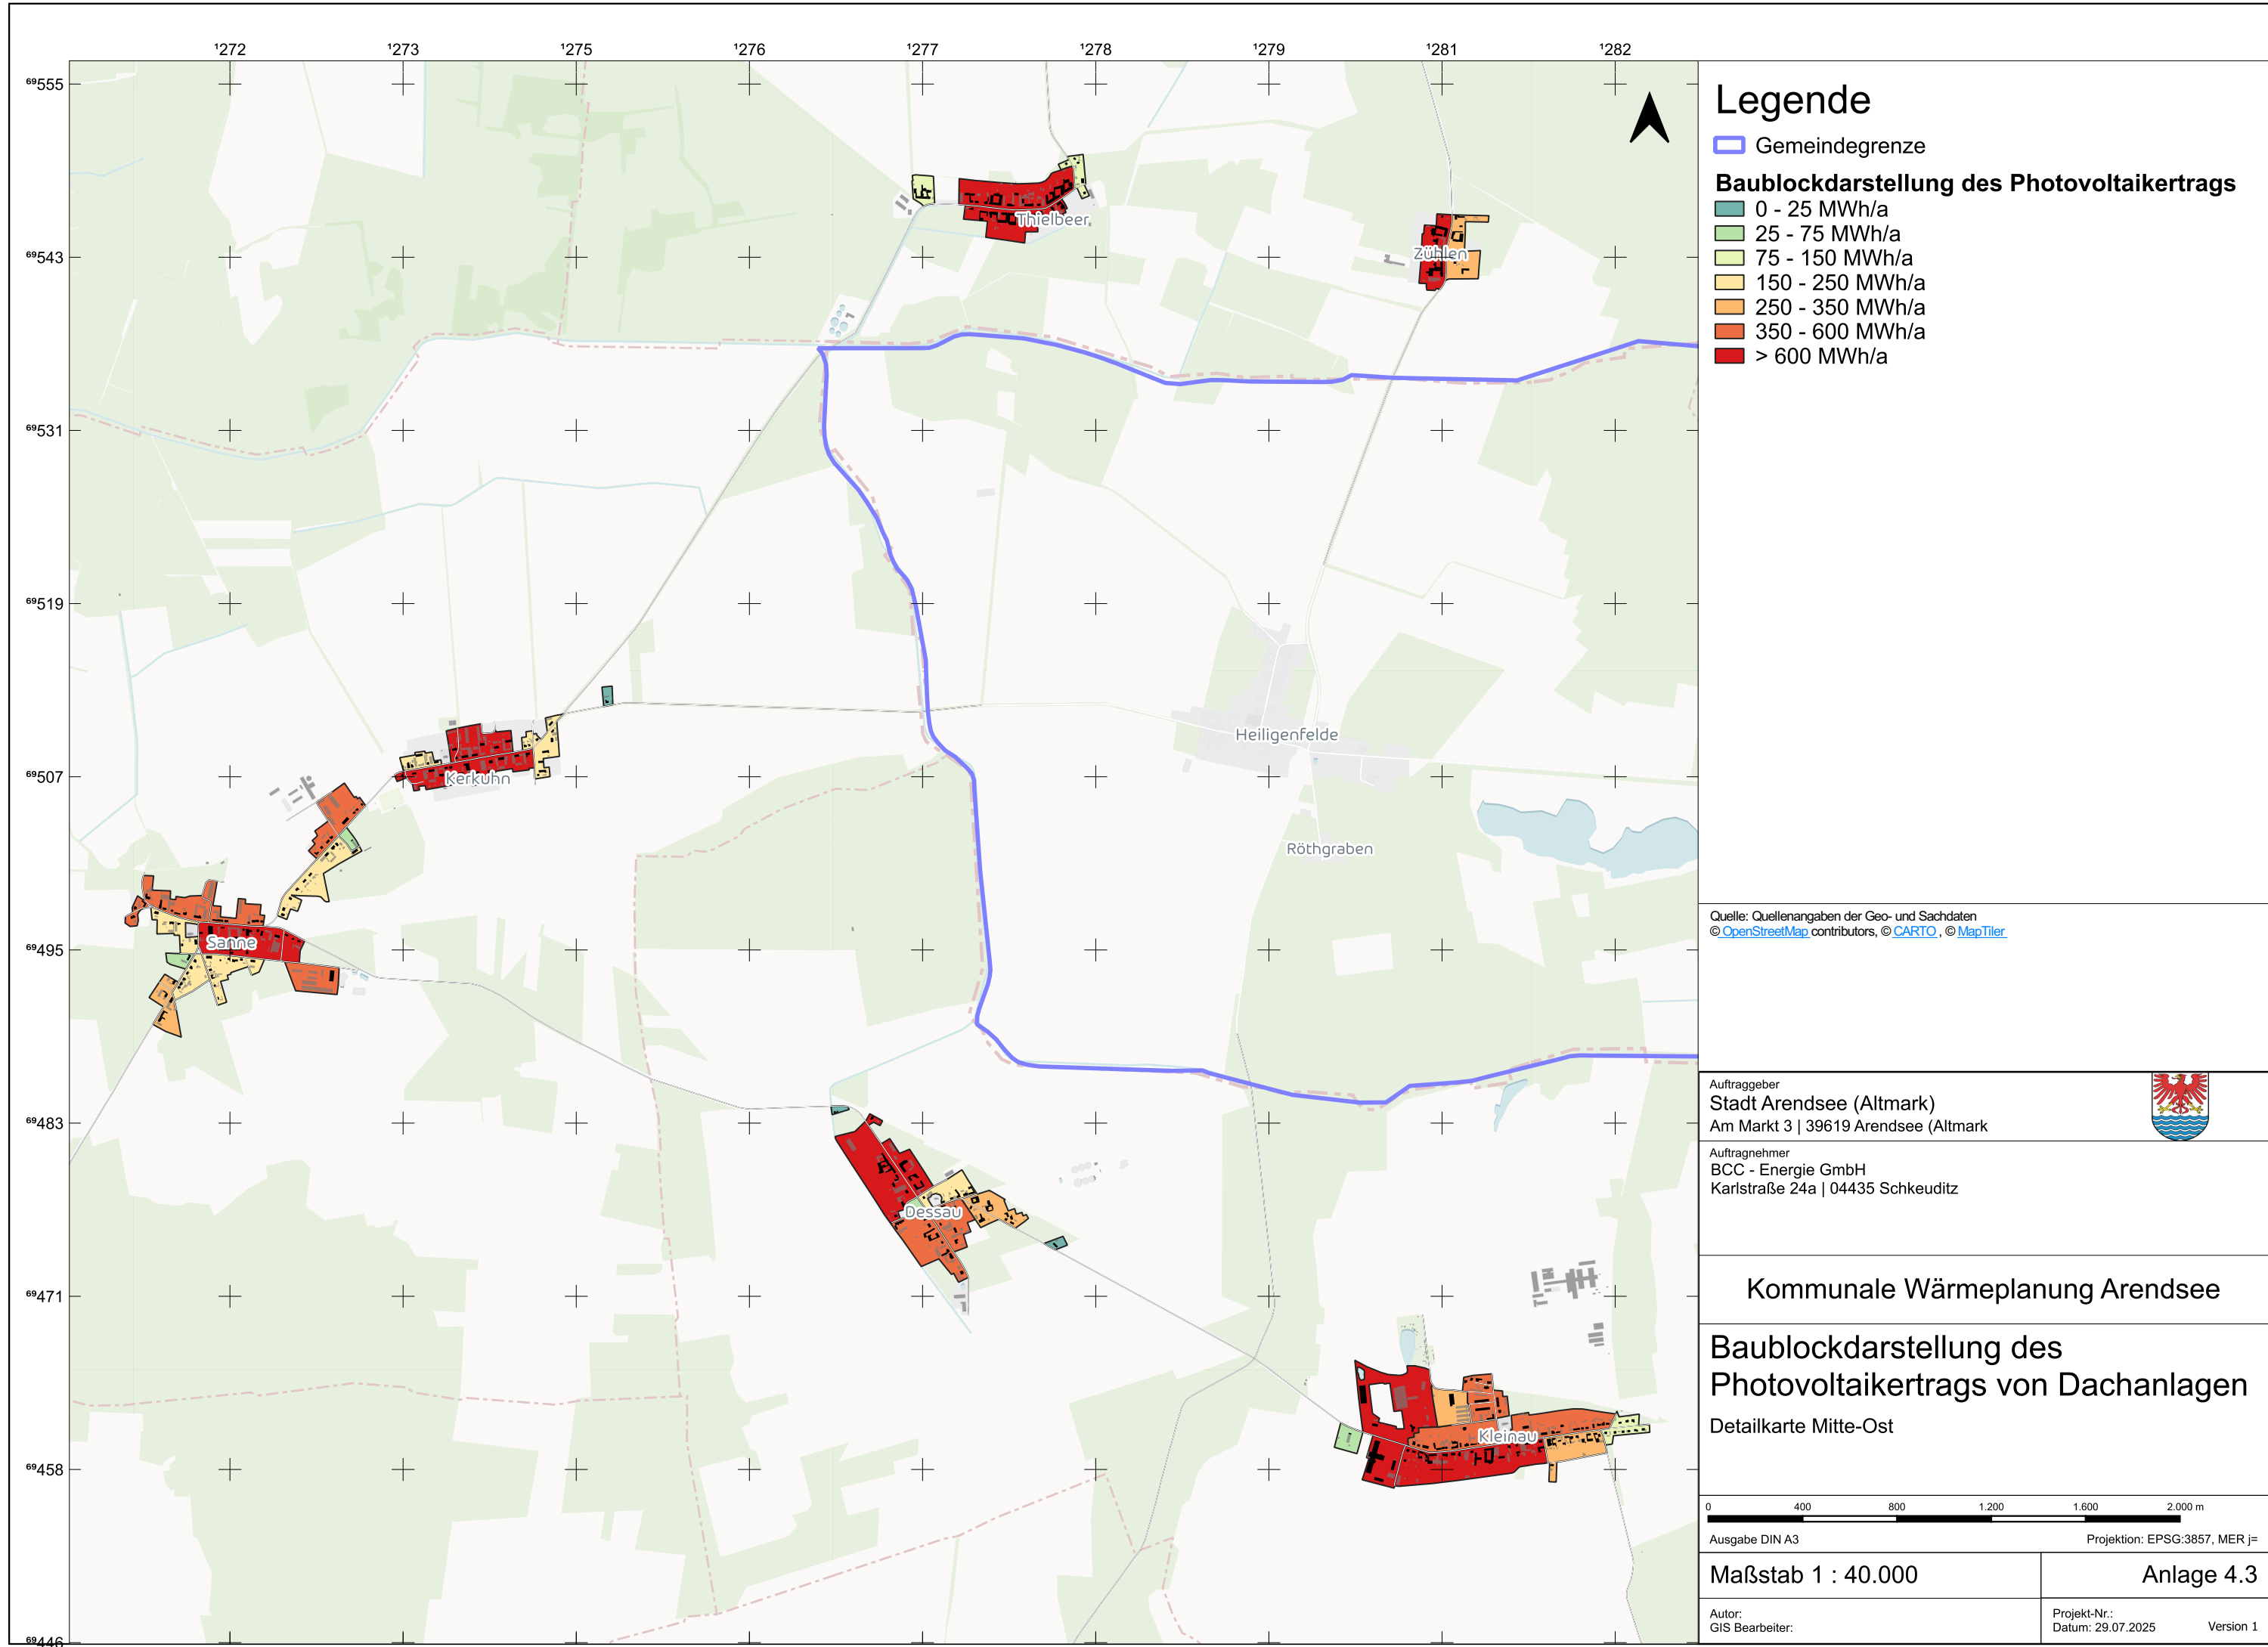 ¹272 ¹273 ¹275 ¹276 ¹277 ¹278 ¹279 ¹281 ¹282
⁶⁹555
⁶⁹543
⁶⁹531
⁶⁹519
⁶⁹507
⁶⁹495
⁶⁹483
⁶⁹471
⁶⁹458
⁶⁹446
Thielbeer
Zühlen
Heiligenfelde
Kerkuhn
Röthgraben
Sanne
Dessau
Kleinau
Legende
Gemeindegrenze
Baublockdarstellung des Photovoltaikertrags
0 - 25 MWh/a
25 - 75 MWh/a
75 - 150 MWh/a
150 - 250 MWh/a
250 - 350 MWh/a
350 - 600 MWh/a
> 600 MWh/a
Quelle: Quellenangaben der Geo- und Sachdaten
© OpenStreetMap contributors, © CARTO , © MapTiler
Auftraggeber
Stadt Arendsee (Altmark)
Am Markt 3 | 39619 Arendsee (Altmark
Auftragnehmer
BCC - Energie GmbH
Karlstraße 24a | 04435 Schkeuditz
Kommunale Wärmeplanung Arendsee
Baublockdarstellung des
Photovoltaikertrags von Dachanlagen
Detailkarte Mitte-Ost
0 400 800 1.200 1.600 2.000 m
Ausgabe DIN A3 Projektion: EPSG:3857, MER j=
Maßstab 1 : 40.000 Anlage 4.3
Autor:
GIS Bearbeiter:
Projekt-Nr.:
Datum: 29.07.2025 Version 1